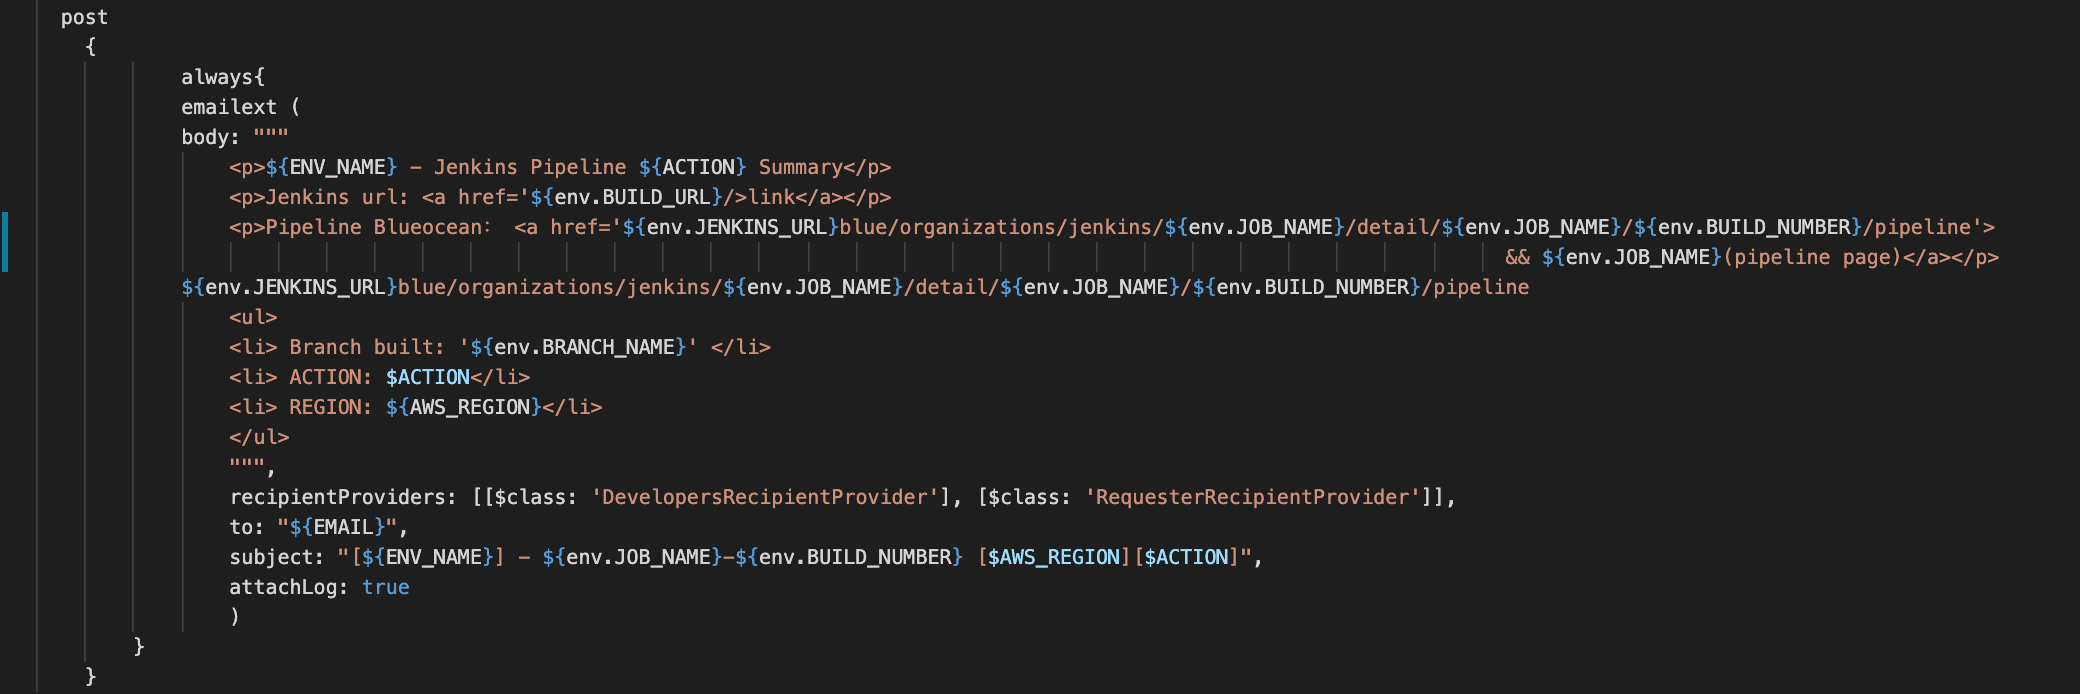 post
{
always{
emailext (
body: """
<p>${ENV_NAME} - Jenkins Pipeline ${ACTION} Summary</p>
<p>Jenkins url: <a href='${env.BUILD_URL}/>link</a></p>
<p>Pipeline Blueocean: <a href='${env.JENKINS_URL}blue/organizations/jenkins/${env.JOB_NAME}/detail/${env.JOB_NAME}/${env.BUILD_NUMBER}/pipeline'>
&& ${env.JOB_NAME}(pipeline page)</a></p>
${env.JENKINS_URL}blue/organizations/jenkins/${env.JOB_NAME}/detail/${env.JOB_NAME}/${env.BUILD_NUMBER}/pipeline
<ul>
<li> Branch built: '${env.BRANCH_NAME}' </li>
<li> ACTION: $ACTION</li>
<li> REGION: ${AWS_REGION}</li>
</ul>
""",
recipientProviders: [[$class: 'DevelopersRecipientProvider'], [$class: 'RequesterRecipientProvider']],
to: "${EMAIL}",
subject: "[${ENV_NAME}] - ${env.JOB_NAME}-${env.BUILD_NUMBER} [$AWS_REGION][$ACTION]",
attachLog: true
)
}
}